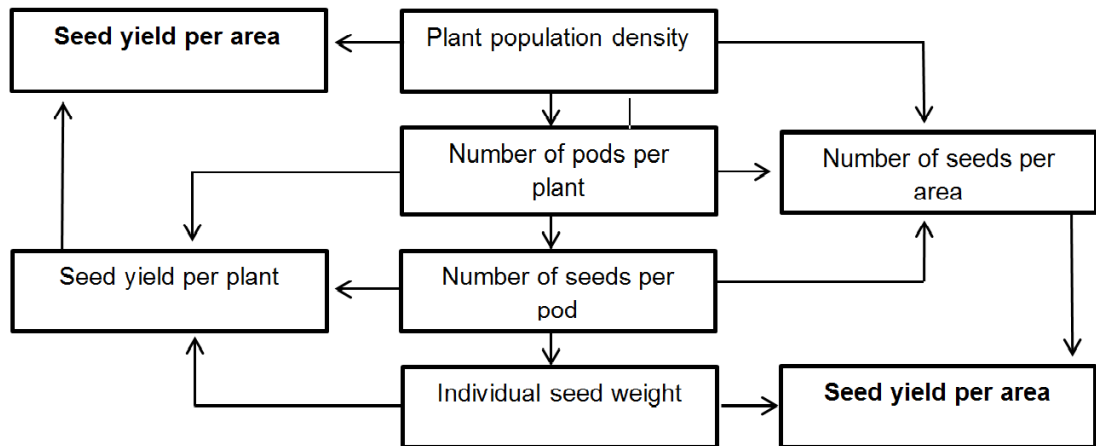 Seed yield per area
Plant population density
Number of pods per
plant
Number of seeds per
area
Seed yield per plant
Number of seeds per
pod
Individual seed weight
Seed yield per area